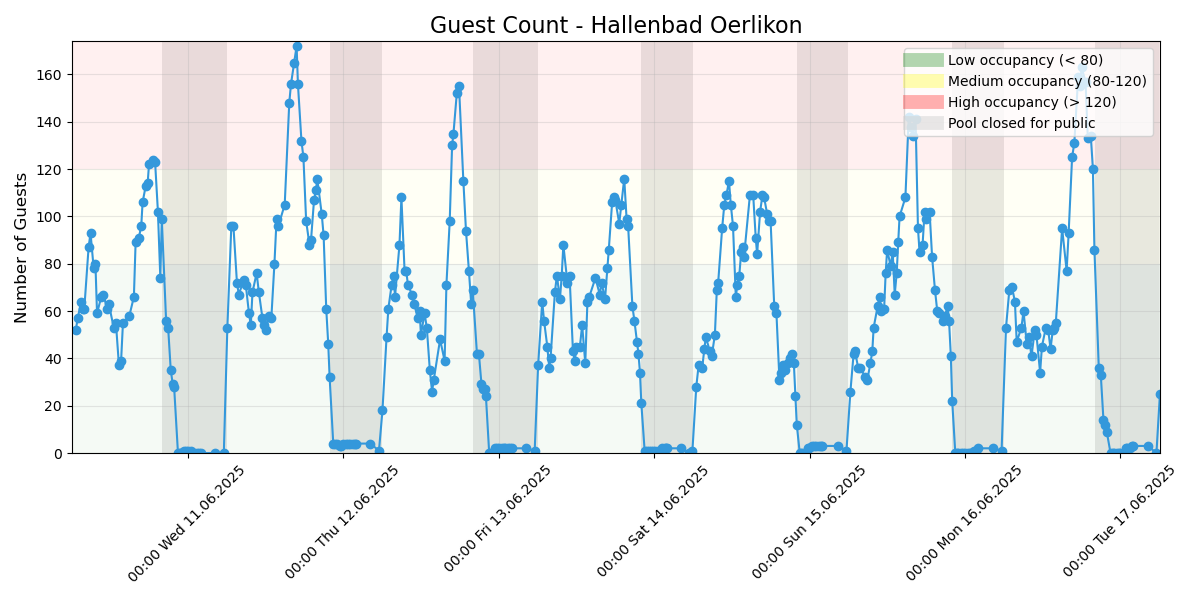 Guest Count - Hallenbad Oerlikon
Low occupancy (< 80)
Medium occupancy (80-120)
High occupancy (> 120)
Pool closed for public
Number of Guests
160
140
120
100
80
60
40
20
0
00:00 Wed 11.06.2025
00:00 Thu 12.06.2025
00:00 Fri 13.06.2025
00:00 Sat 14.06.2025
00:00 Sun 15.06.2025
00:00 Mon 16.06.2025
00:00 Tue 17.06.2025